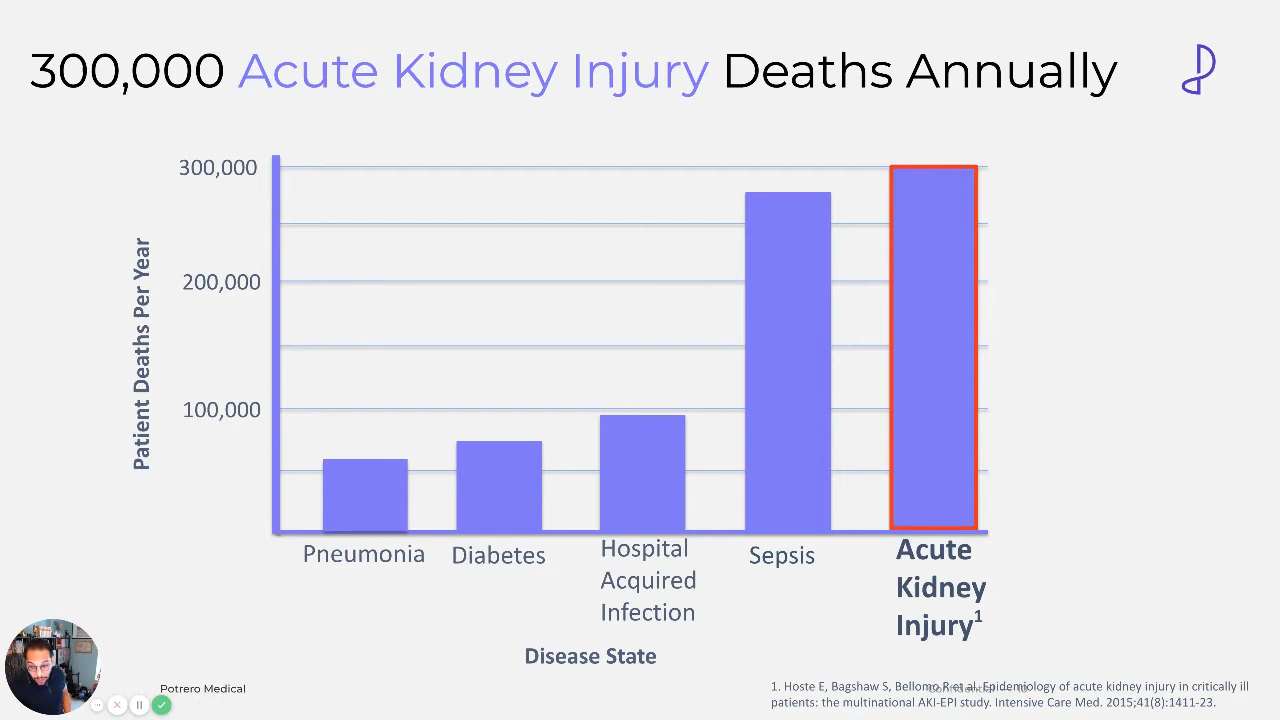 300,000 Acute Kidney Injury Deaths Annually
300,000
200,000
100,000
Patient Deaths Per Year
Pneumonia
Diabetes
Hospital
Acquired
Infection
Sepsis
Acute
Kidney
Injury1
Disease State
Potrero Medical
1. Hoste E, Bagshaw S, Bellomo R et al. Epidemiology of acute kidney injury in critically ill
patients: the multinational AKI-EPI study. Intensive Care Med. 2015;41(8):1411-23.